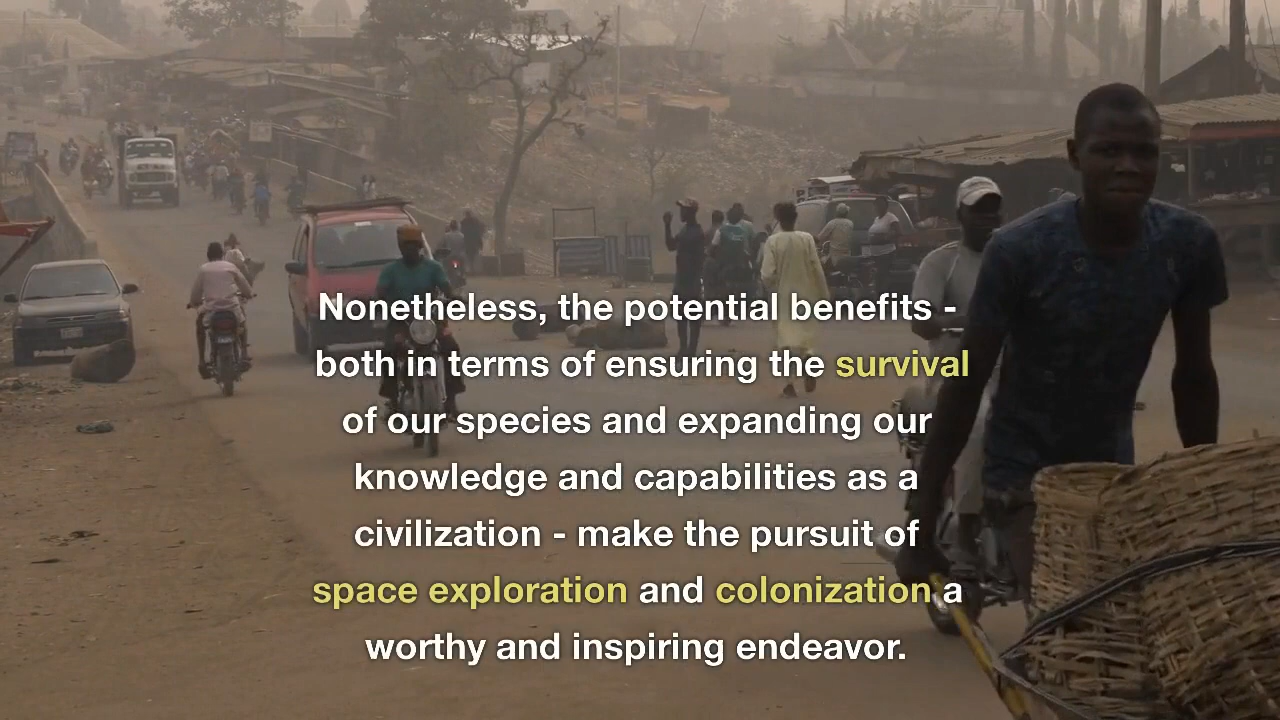 Nonetheless, the potential benefits -
both in terms of ensuring the survival
of our species and expanding our
knowledge and capabilities as a
civilization - make the pursuit of
space exploration and colonization a
worthy and inspiring endeavor.